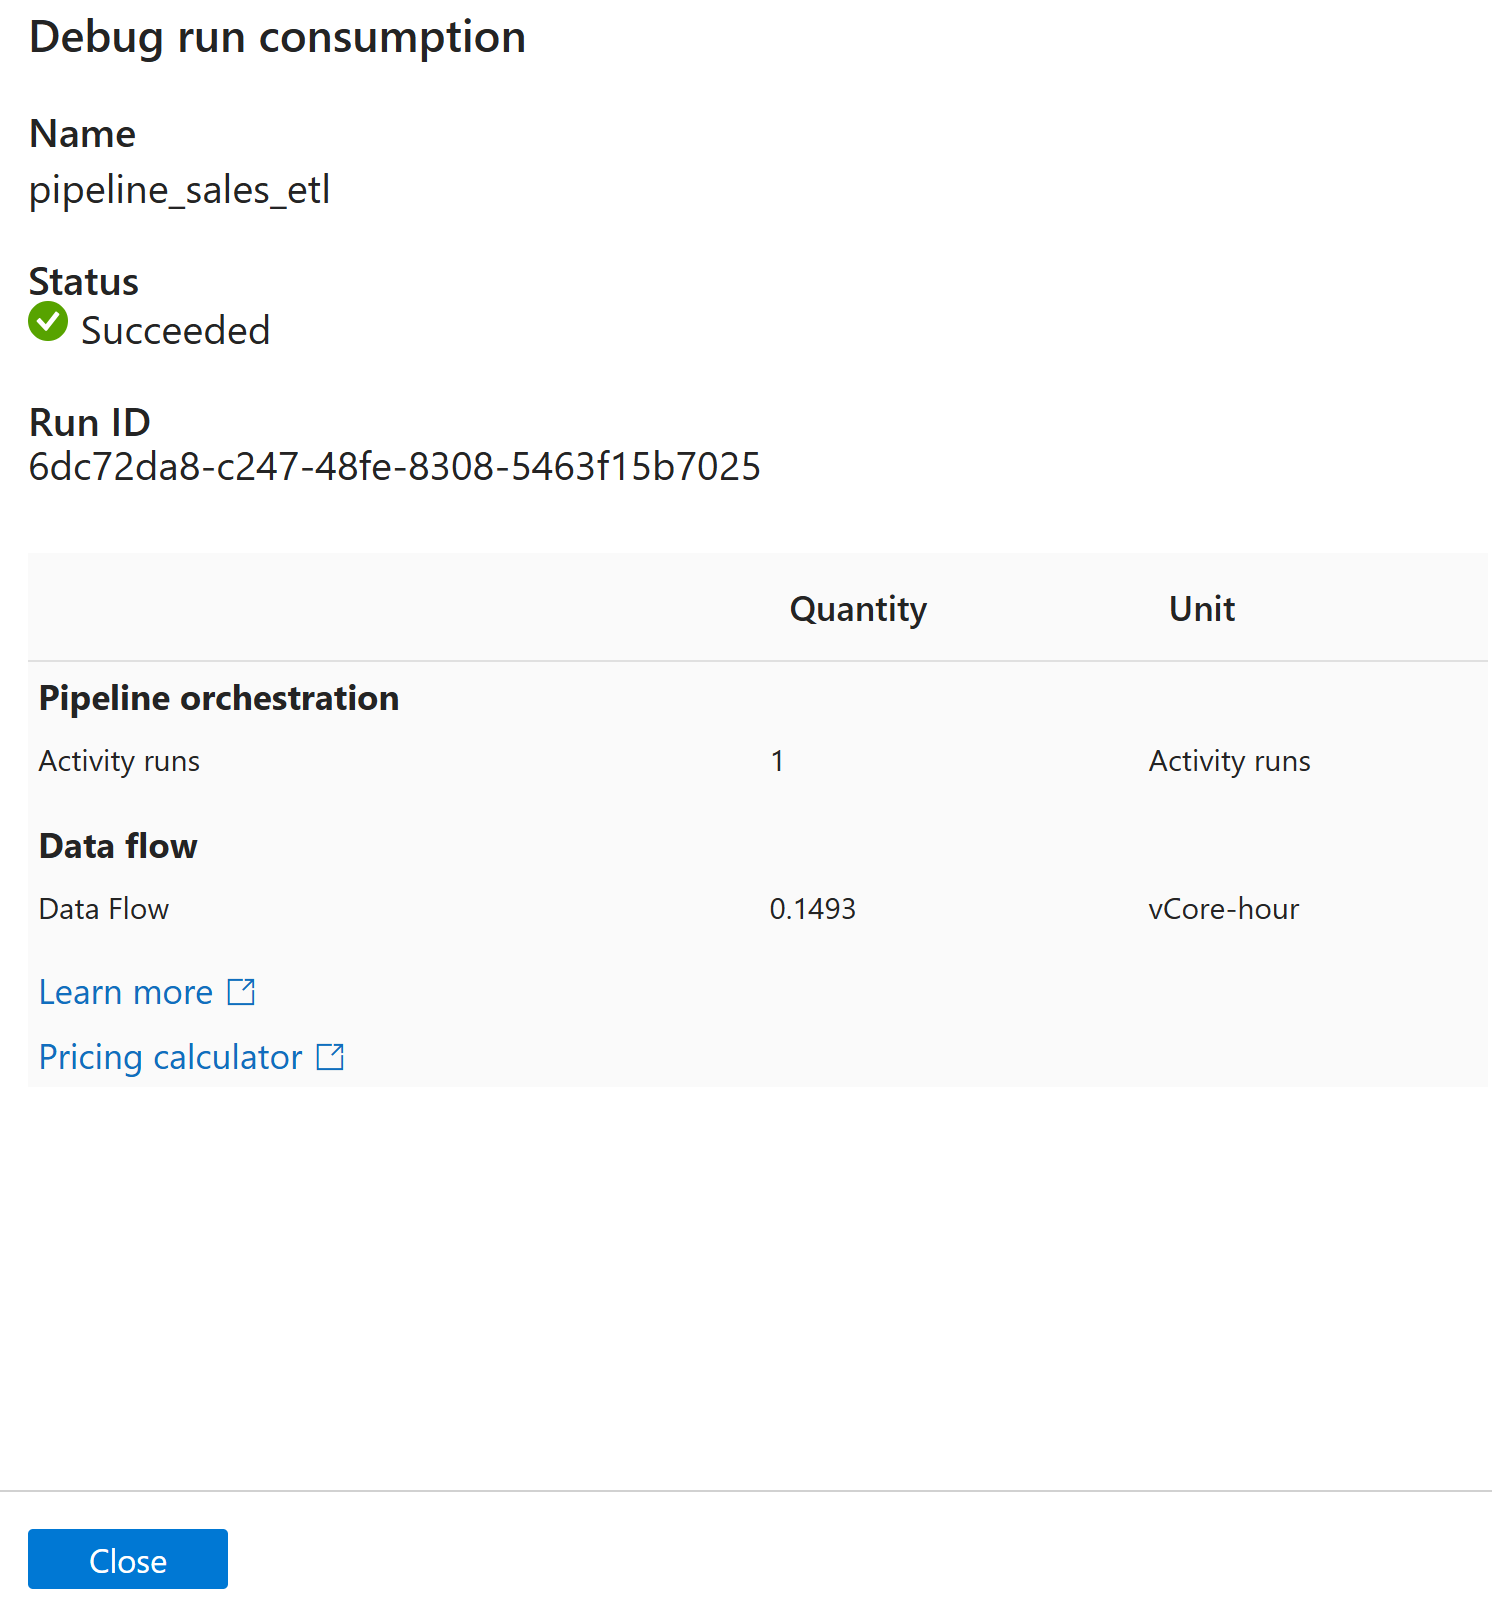 Debug run consumption
Name
pipeline_sales_etl
Status
Succeeded
Run ID
6dc72da8-c247-48fe-8308-5463f15b7025
Quantity Unit
Pipeline orchestration
Activity runs 1 Activity runs
Data flow
Data Flow 0.1493 vCore-hour
Learn more
Pricing calculator
Close